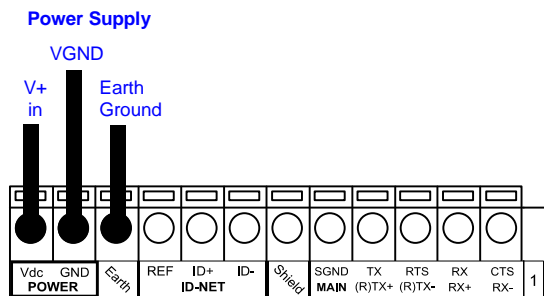 Power Supply
VGND
V+
in
Earth
Ground
Vdc GND Earth REF ID+ ID- Shield SGND TX RTS RX CTS 1
POWER ID-NET MAIN (R)TX+ (R)TX- RX+ RX-